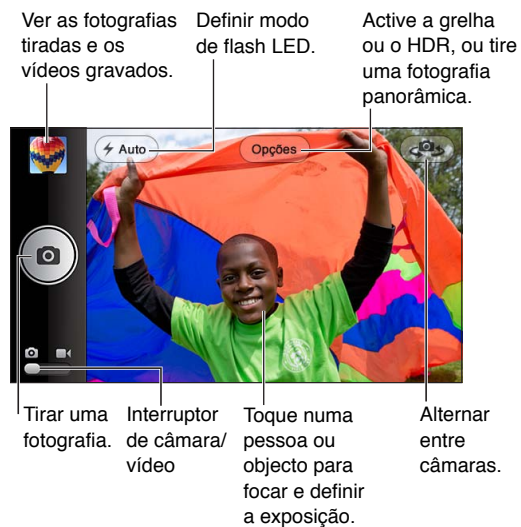 Ver as fotografias
tiradas e os
vídeos gravados.
Definir modo
de flash LED.
Active a grelha
ou o HDR, ou tire
uma fotografia
panorâmica.
Auto
Opções
Tirar uma
fotografia.
Interruptor
de câmara/
vídeo
Toque numa
pessoa ou
objecto para
focar e definir
a exposição.
Alternar
entre
câmaras.